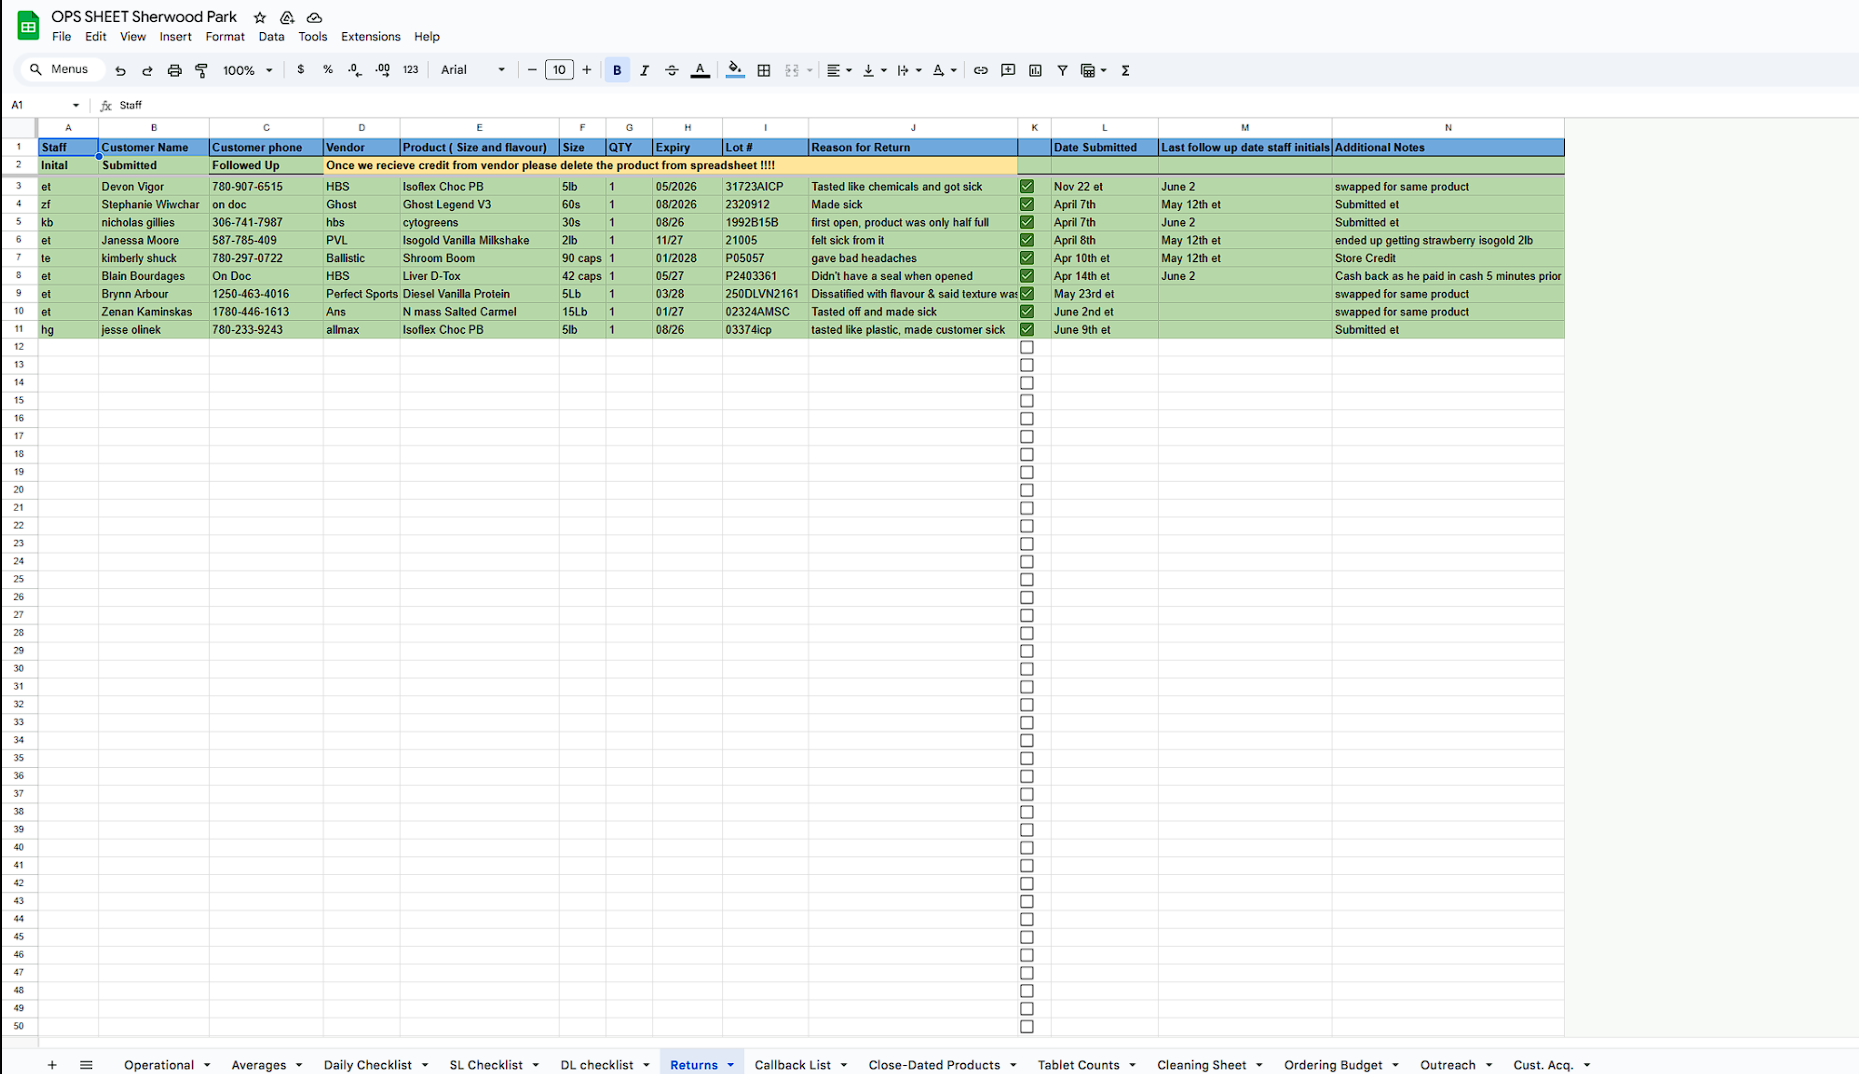 OPS SHEET Sherwood Park
File Edit View Insert Format Data Tools Extensions Help
Menus 100% $ % .0 .00 123 Arial − 10 + B I A A Σ
A1 fx Staff
A B C D E F G H I J K L M N
1 Staff Customer Name Customer phone Vendor Product ( Size and flavour) Size QTY Expiry Lot # Reason for Return Date Submitted Last follow up date staff initials Additional Notes
2 Inital Submitted Followed Up Once we recieve credit from vendor please delete the product from spreadsheet !!!!
3 et Devon Vigor 780-907-6515 HBS Isoflex Choc PB 5lb 1 05/2026 31723AICP Tasted like chemicals and got sick Nov 22 et June 2 swapped for same product
4 zf Stephanie Wiwchar on doc Ghost Ghost Legend V3 60s 1 08/2026 2320912 Made sick April 7th May 12th et Submitted et
5 kb nicholas gillies 306-741-7987 hbs cytogreens 30s 1 08/26 1992B15B first open, product was only half full April 7th June 2 Submitted et
6 et Janessa Moore 587-785-409 PVL Isogold Vanilla Milkshake 2lb 1 11/27 21005 felt sick from it April 8th May 12th et ended up getting strawberry isogold 2lb
7 te kimberly shuck 780-297-0722 Ballistic Shroom Boom 90 caps 1 01/2028 P05057 gave bad headaches Apr 10th et May 12th et Store Credit
8 et Blain Bourdages On Doc HBS Liver D-Tox 42 caps 1 05/27 P2403361 Didn't have a seal when opened Apr 14th et June 2 Cash back as he paid in cash 5 minutes prior
9 et Brynn Arbour 1250-463-4016 Perfect Sports Diesel Vanilla Protein 5Lb 1 03/28 250DLVN2161 Dissatified with flavour & said texture was May 23rd et swapped for same product
10 et Zenan Kaminskas 1780-446-1613 Ans N mass Salted Carmel 15Lb 1 01/27 02324AMSC Tasted off and made sick June 2nd et swapped for same product
11 hg jesse olinek 780-233-9243 allmax Isoflex Choc PB 5lb 1 08/26 03374icp tasted like plastic, made customer sick June 9th et Submitted et
12
13
14
15
16
17
18
19
20
21
22
23
24
25
26
27
28
29
30
31
32
33
34
35
36
37
38
39
40
41
42
43
44
45
46
47
48
49
50
+ Operational Averages Daily Checklist SL Checklist DL checklist Returns Callback List Close-Dated Products Tablet Counts Cleaning Sheet Ordering Budget Outreach Cust. Acq.